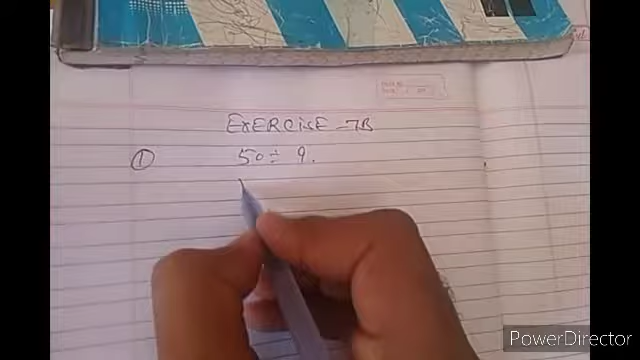 EXERCISE - 7B
① 50 ÷ 9.
PowerDirector